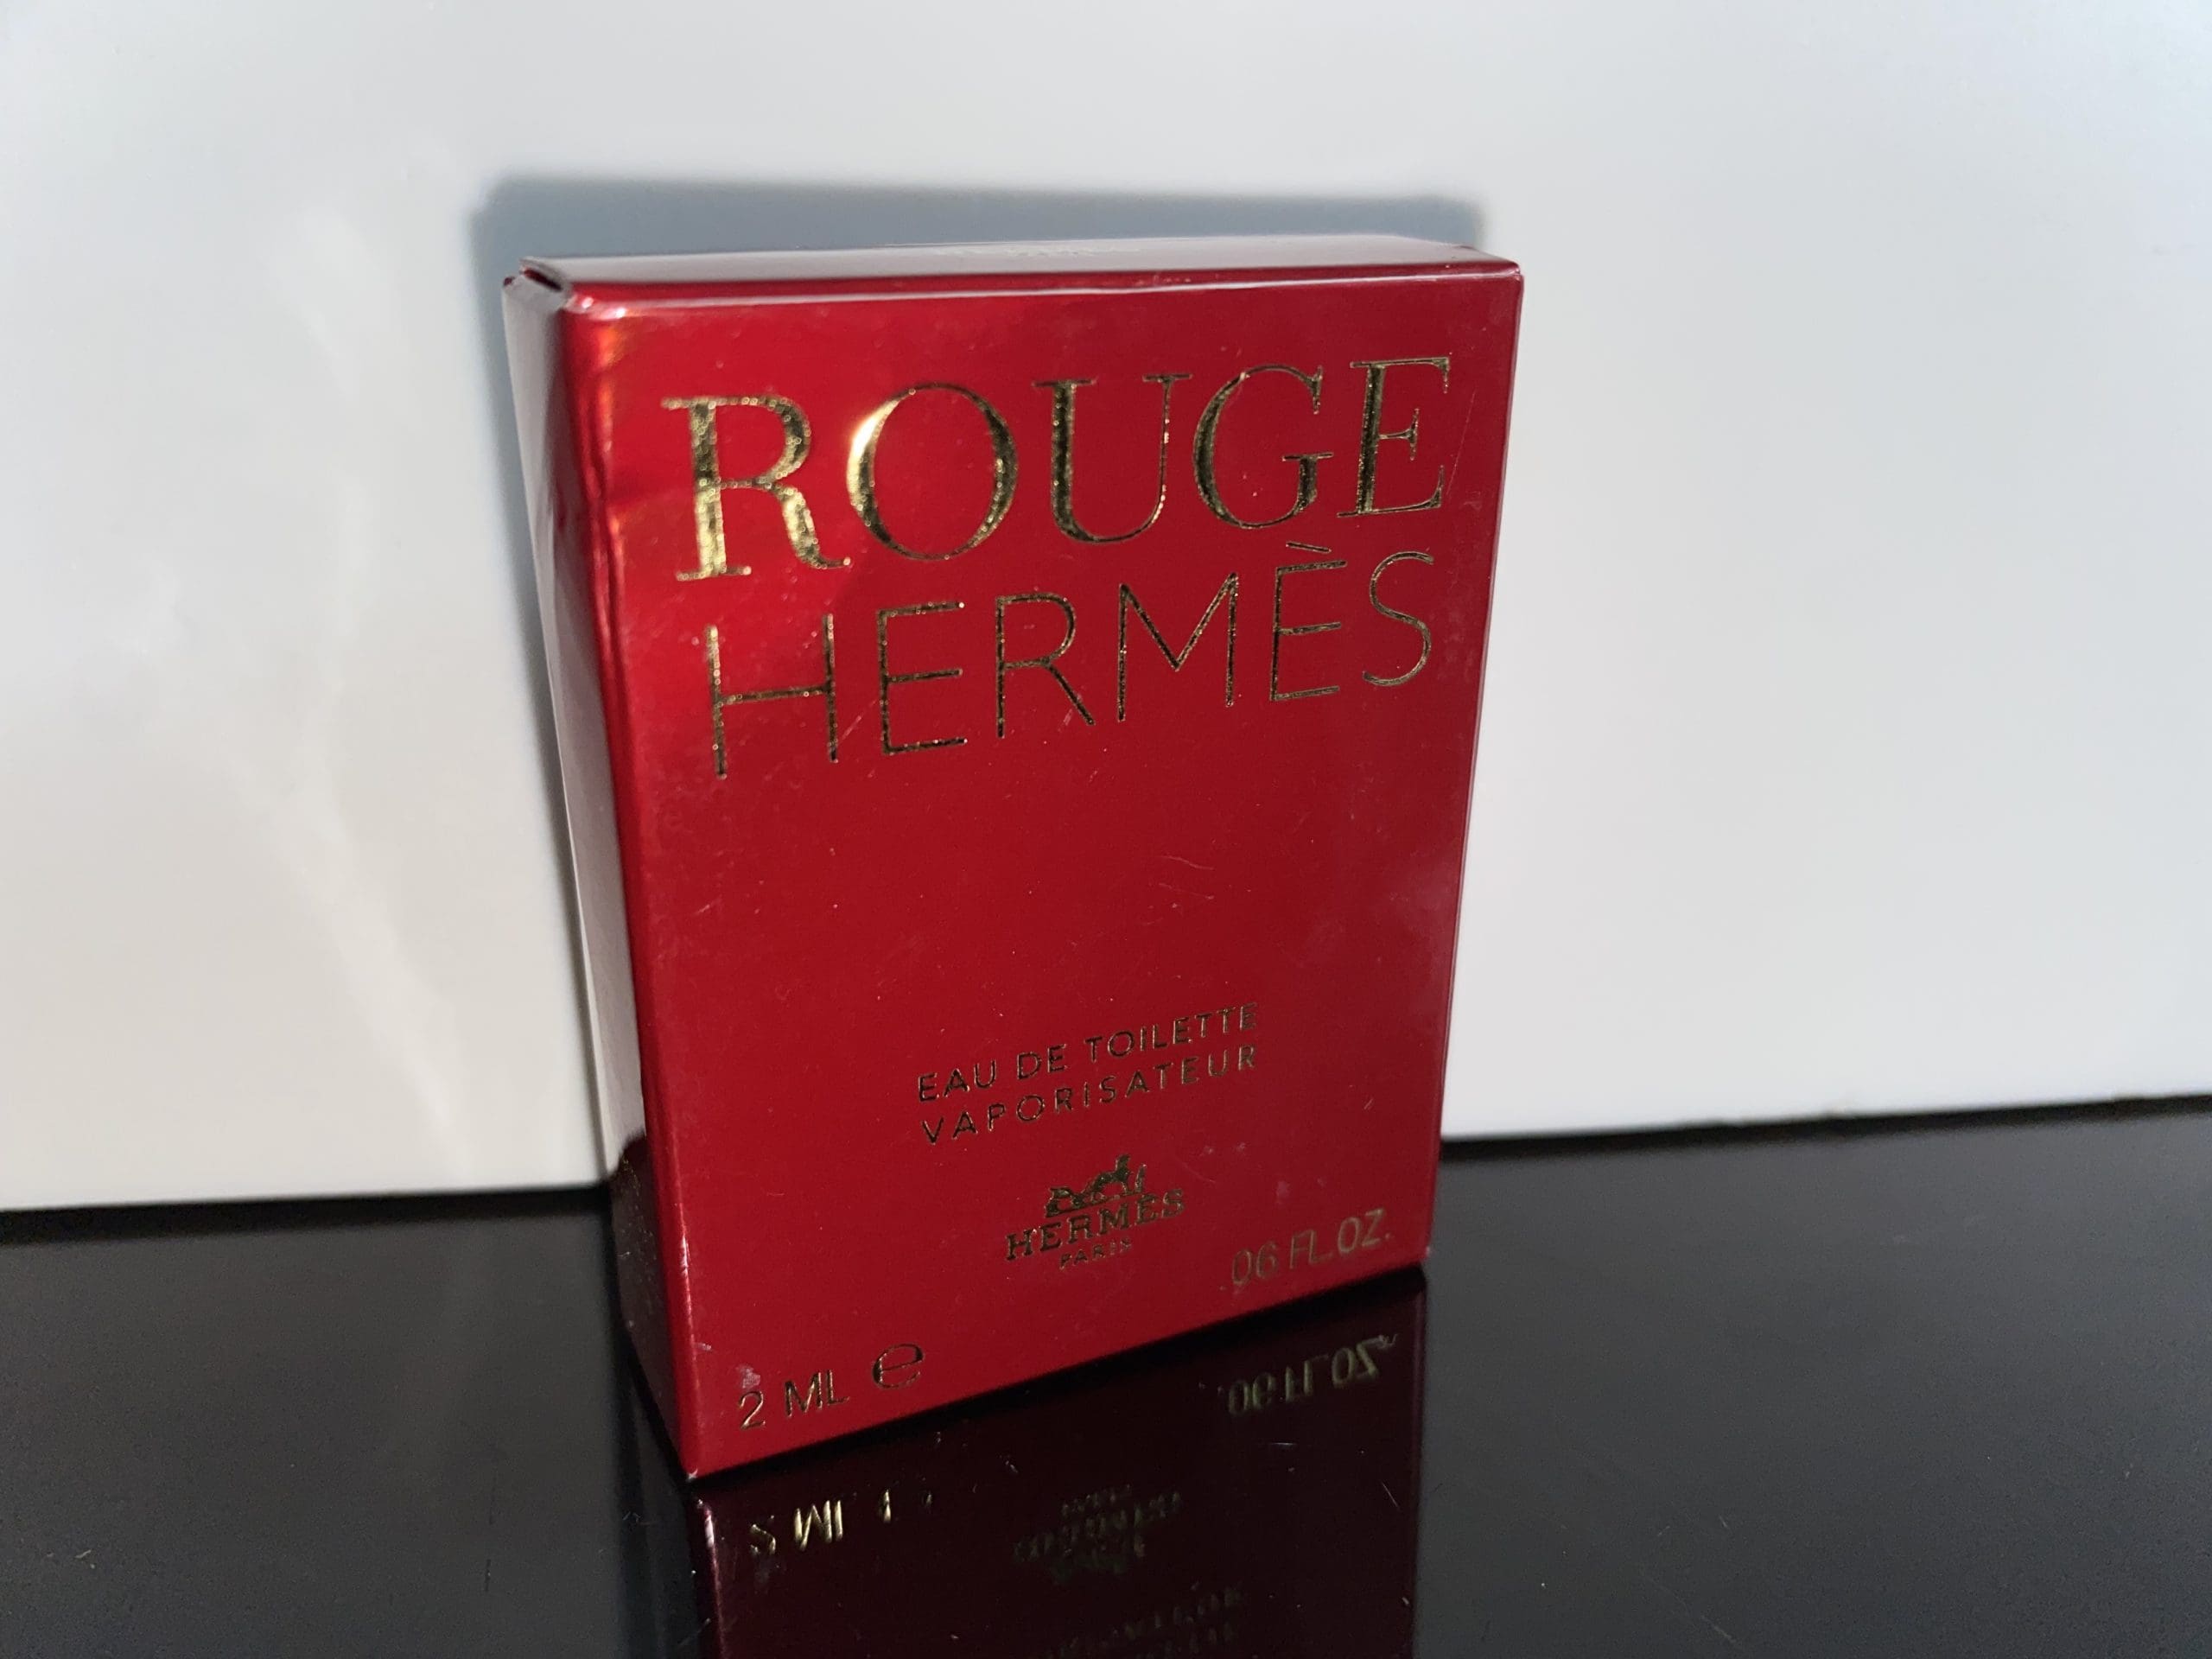 ROUGE
HERMÈS
EAU DE TOILETTE
VAPORISATEUR
HERMÈS
PARIS
.06 FL.OZ.
2 ML ℮